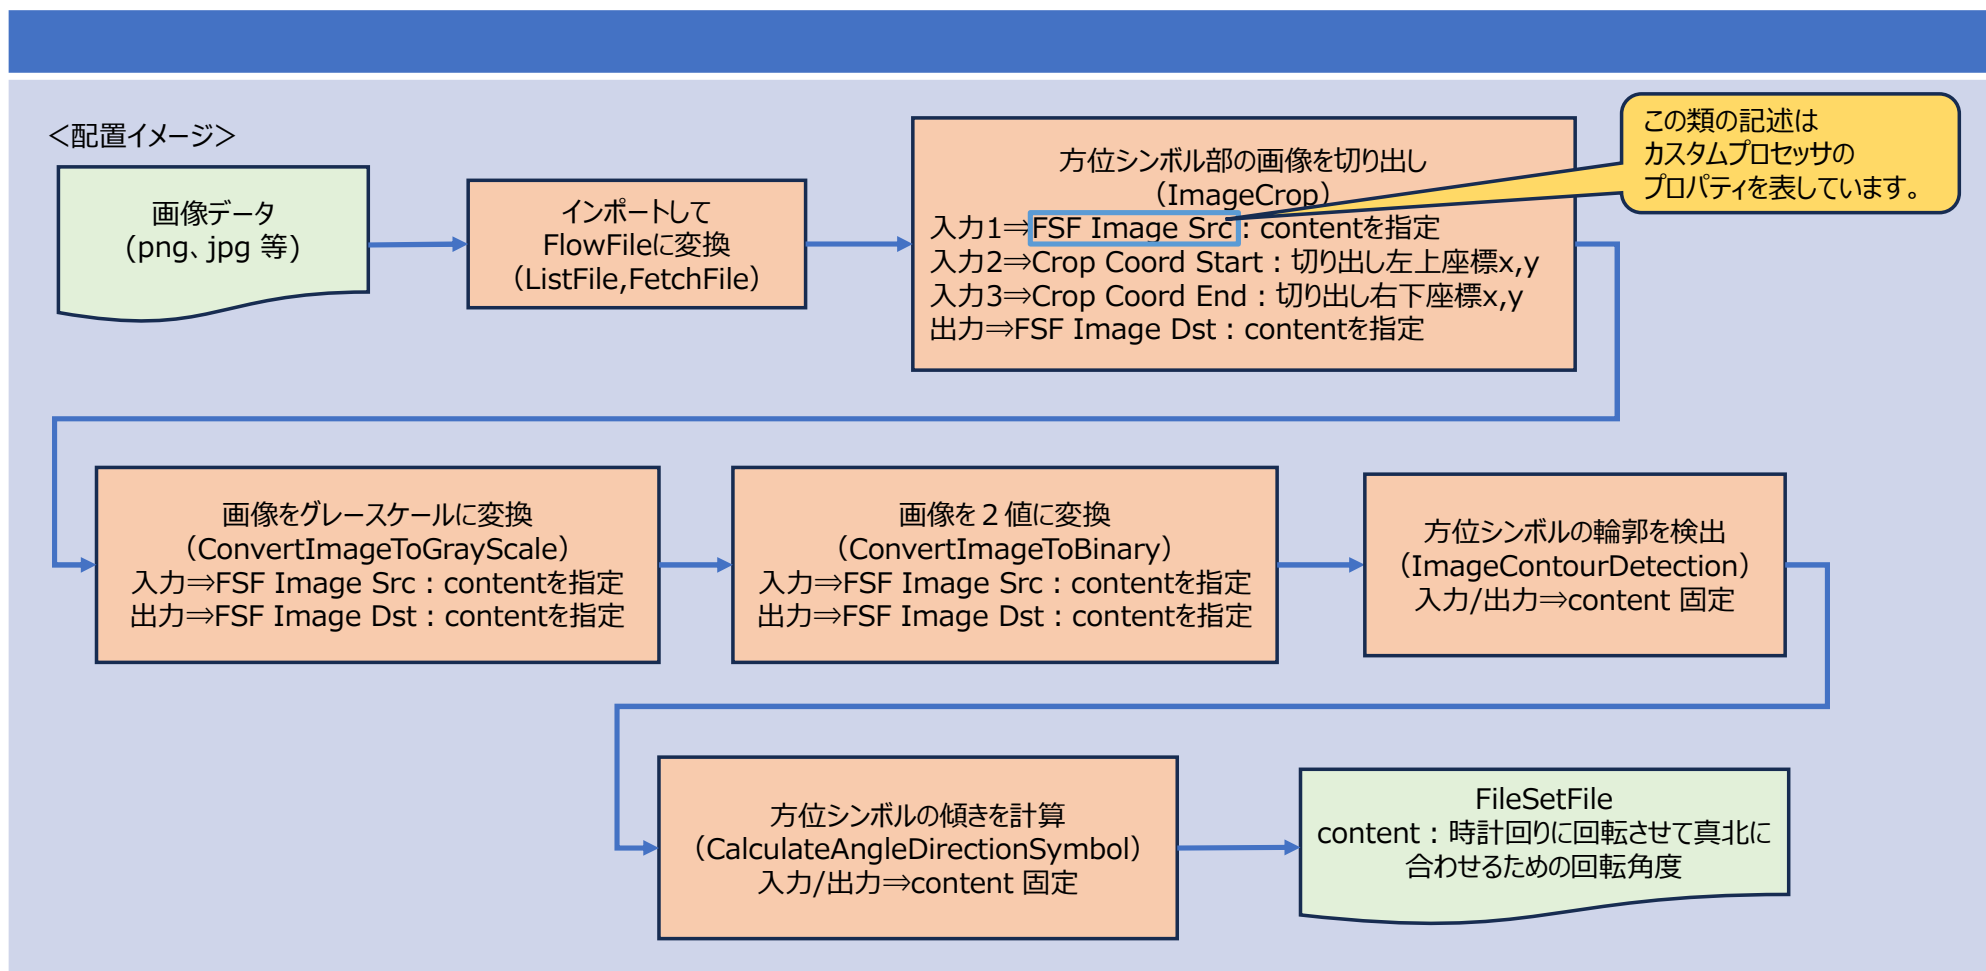 ＜配置イメージ＞
画像データ
(png、jpg 等)
インポートして
FlowFileに変換
（ListFile,FetchFile）
方位シンボル部の画像を切り出し
（ImageCrop）
入力1⇒FSF Image Src：contentを指定
入力2⇒Crop Coord Start：切り出し左上座標x,y
入力3⇒Crop Coord End：切り出し右下座標x,y
出力⇒FSF Image Dst：contentを指定
この類の記述は
カスタムプロセッサの
プロパティを表しています。
画像をグレースケールに変換
（ConvertImageToGrayScale）
入力⇒FSF Image Src：contentを指定
出力⇒FSF Image Dst：contentを指定
画像を２値に変換
（ConvertImageToBinary）
入力⇒FSF Image Src：contentを指定
出力⇒FSF Image Dst：contentを指定
方位シンボルの輪郭を検出
（ImageContourDetection）
入力/出力⇒content 固定
方位シンボルの傾きを計算
（CalculateAngleDirectionSymbol）
入力/出力⇒content 固定
FileSetFile
content：時計回りに回転させて真北に
合わせるための回転角度